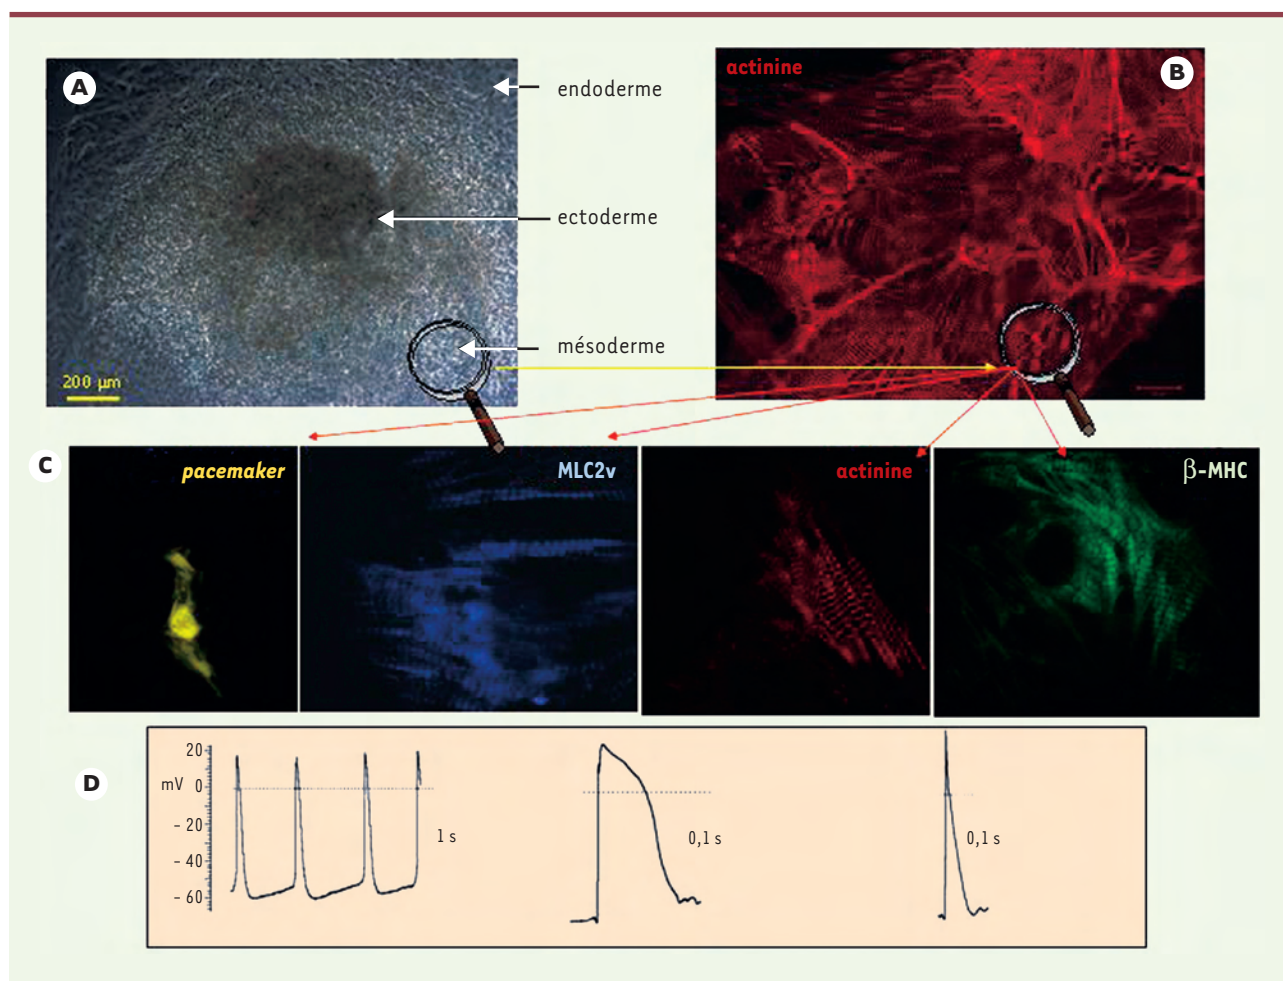 A
endoderme
ectoderme
mésoderme
200 µm
actinine
B
C
pacemaker
MLC2v
actinine
β-MHC
D
mV
20
0
- 20
- 40
- 60
1 s
0,1 s
0,1 s